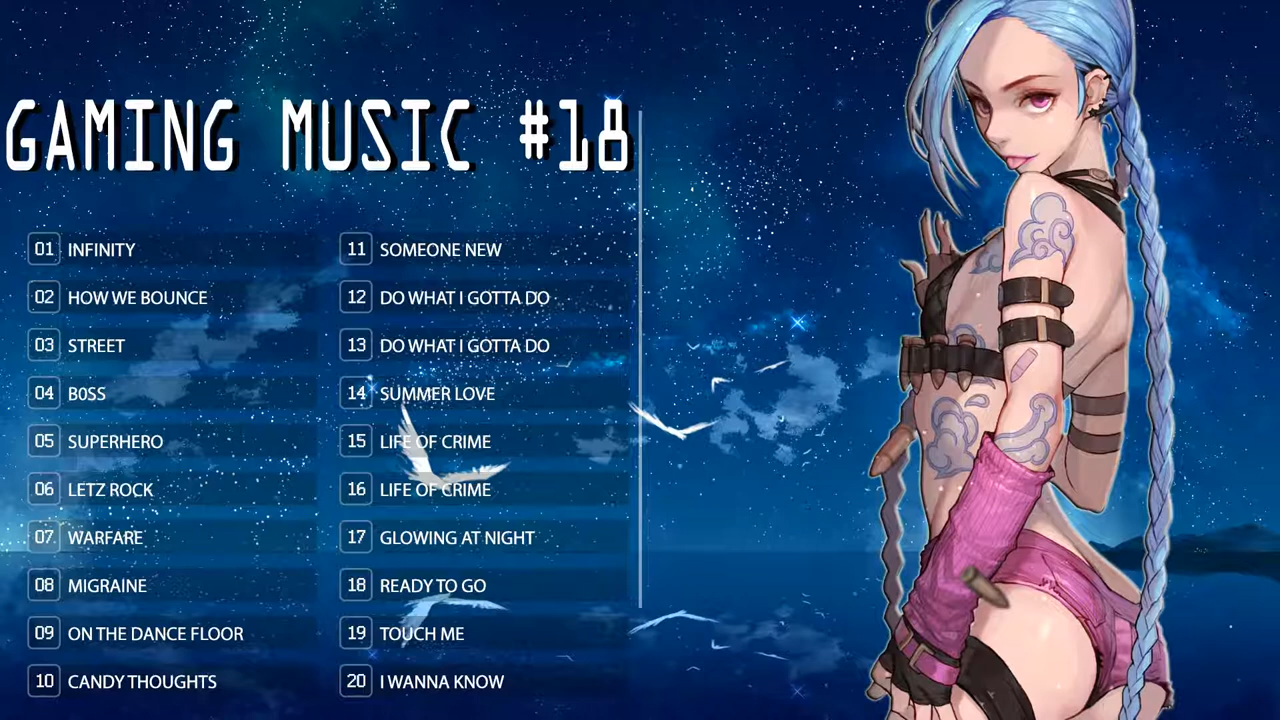 GAMING MUSIC #18
01 INFINITY
02 HOW WE BOUNCE
03 STREET
04 B0SS
05 SUPERHERO
06 LETZ ROCK
07 WARFARE
08 MIGRAINE
09 ON THE DANCE FLOOR
10 CANDY THOUGHTS
11 SOMEONE NEW
12 DO WHAT I GOTTA DO
13 DO WHAT I GOTTA DO
14 SUMMER LOVE
15 LIFE OF CRIME
16 LIFE OF CRIME
17 GLOWING AT NIGHT
18 READY TO GO
19 TOUCH ME
20 I WANNA KNOW